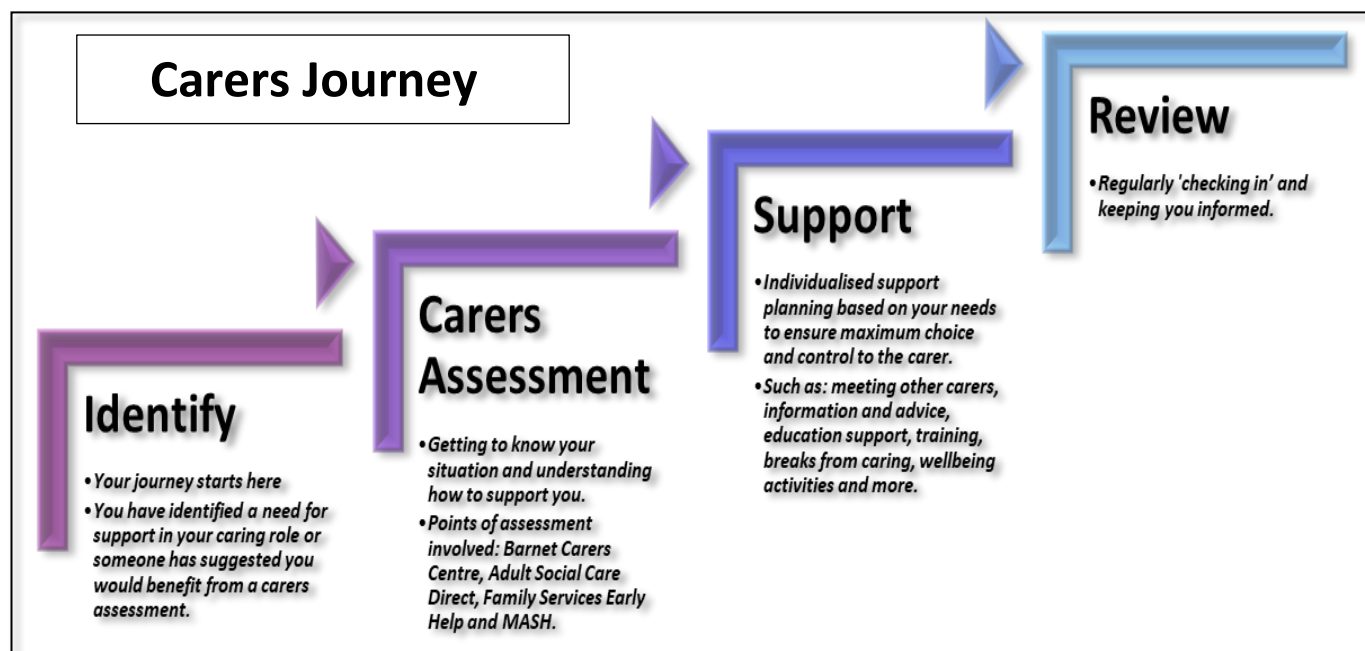 Carers Journey
Identify
•Your journey starts here
•You have identified a need for
support in your caring role or
someone has suggested you
would benefit from a carers
assessment.
Carers
Assessment
•Getting to know your
situation and understanding
how to support you.
•Points of assessment
involved: Barnet Carers
Centre, Adult Social Care
Direct, Family Services Early
Help and MASH.
Support
•Individualised support
planning based on your needs
to ensure maximum choice
and control to the carer.
•Such as: meeting other carers,
information and advice,
education support, training,
breaks from caring, wellbeing
activities and more.
Review
•Regularly 'checking in’ and
keeping you informed.